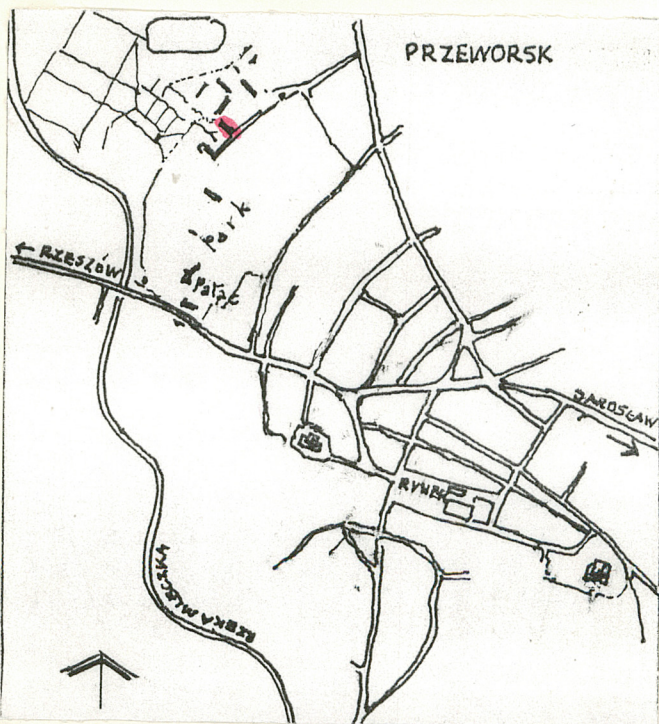 PRZEWORSK
park
← RZESZÓW
Pałac
JAROSŁAW
RYNEK
RZEKA MLECZKA